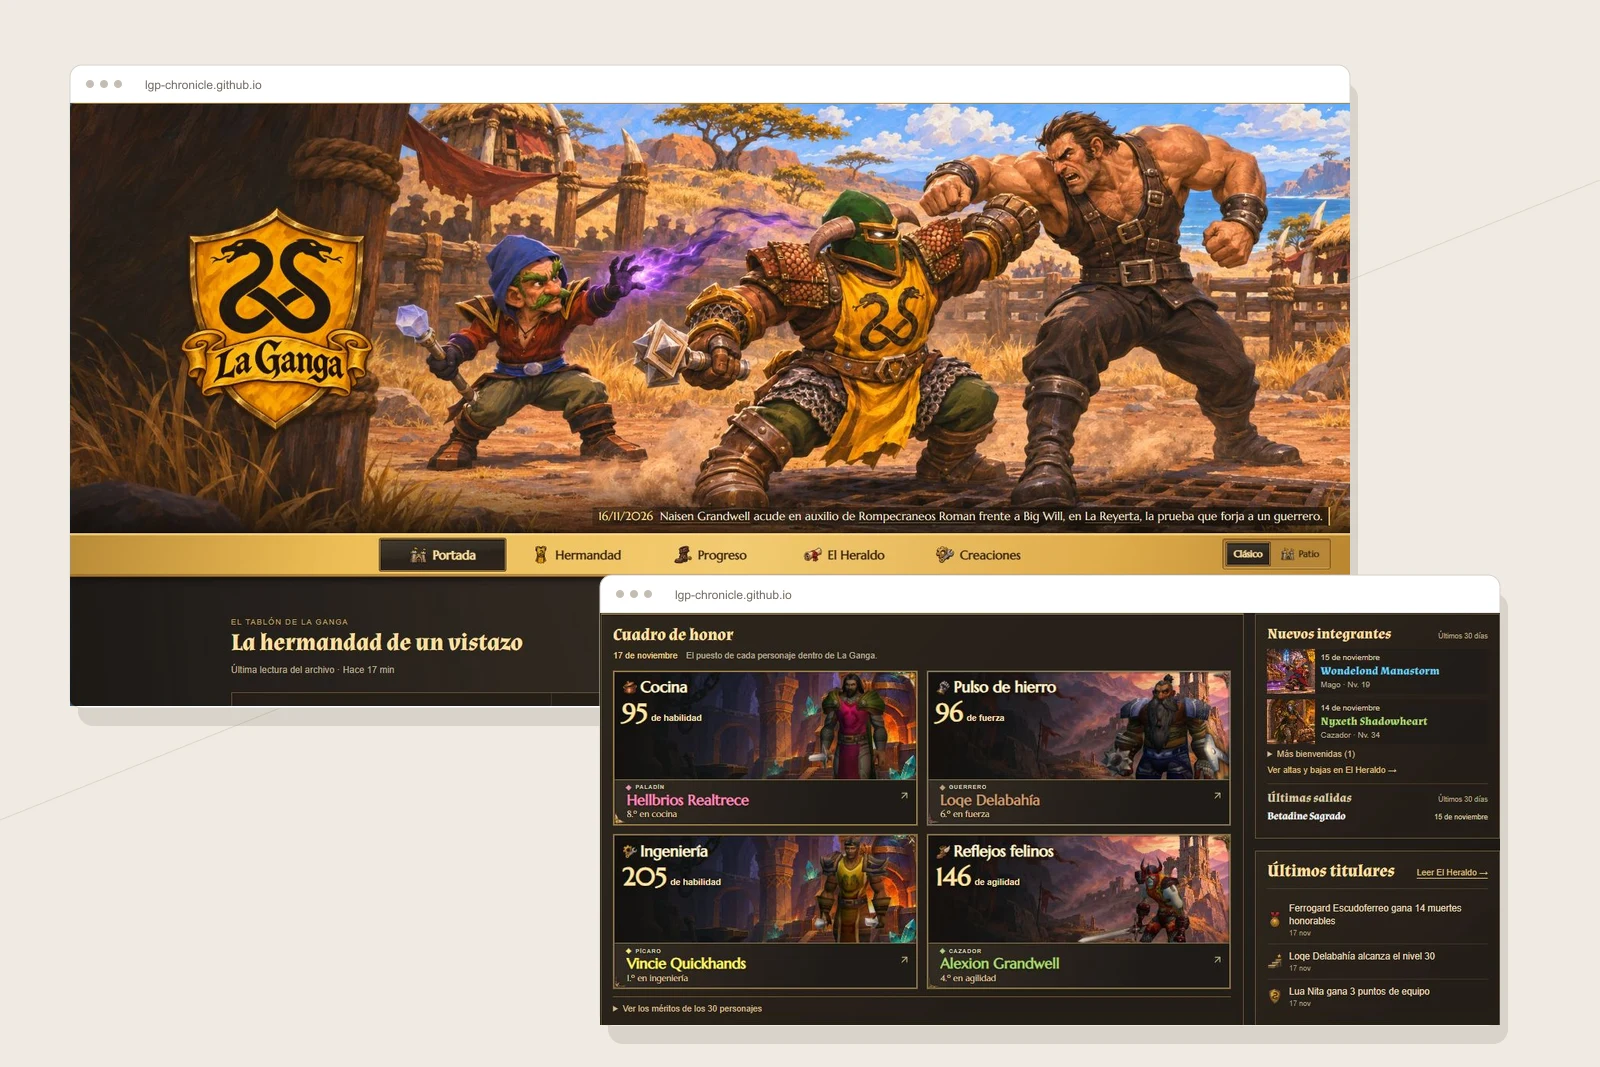 lgp-chronicle.github.io
La Ganga
16/11/2026 Naisen Grandwell acude en auxilio de Rompecraneos Roman frente a Big Will, en La Reyerta, la prueba que forja a un guerrero.
Portada
Hermandad
Progreso
El Heraldo
Creaciones
Clásico
Patio
EL TABLÓN DE LA GANGA
La hermandad de un vistazo
Última lectura del archivo · Hace 17 min
lgp-chronicle.github.io
Cuadro de honor
17 de noviembre El puesto de cada personaje dentro de La Ganga.
Cocina
95 de habilidad
PALADÍN
Hellbrios Realtrece
8.º en cocina
Pulso de hierro
96 de fuerza
GUERRERO
Loqe Delabahía
6.º en fuerza
Ingeniería
205 de habilidad
PÍCARO
Vincie Quickhands
1.º en ingeniería
Reflejos felinos
146 de agilidad
CAZADOR
Alexion Grandwell
4.º en agilidad
Ver los méritos de los 30 personajes
Nuevos integrantes
Últimos 30 días
15 de noviembre
Wondelond Manastorm
Mago · Nv. 19
14 de noviembre
Nyxeth Shadowheart
Cazador · Nv. 34
Más bienvenidas (1)
Ver altas y bajas en El Heraldo →
Últimas salidas
Últimos 30 días
Betadine Sagrado
15 de noviembre
Últimos titulares
Leer El Heraldo →
Ferrogard Escudoferreo gana 14 muertes
honorables
17 nov
Loqe Delabahía alcanza el nivel 30
17 nov
Lua Nita gana 3 puntos de equipo
17 nov